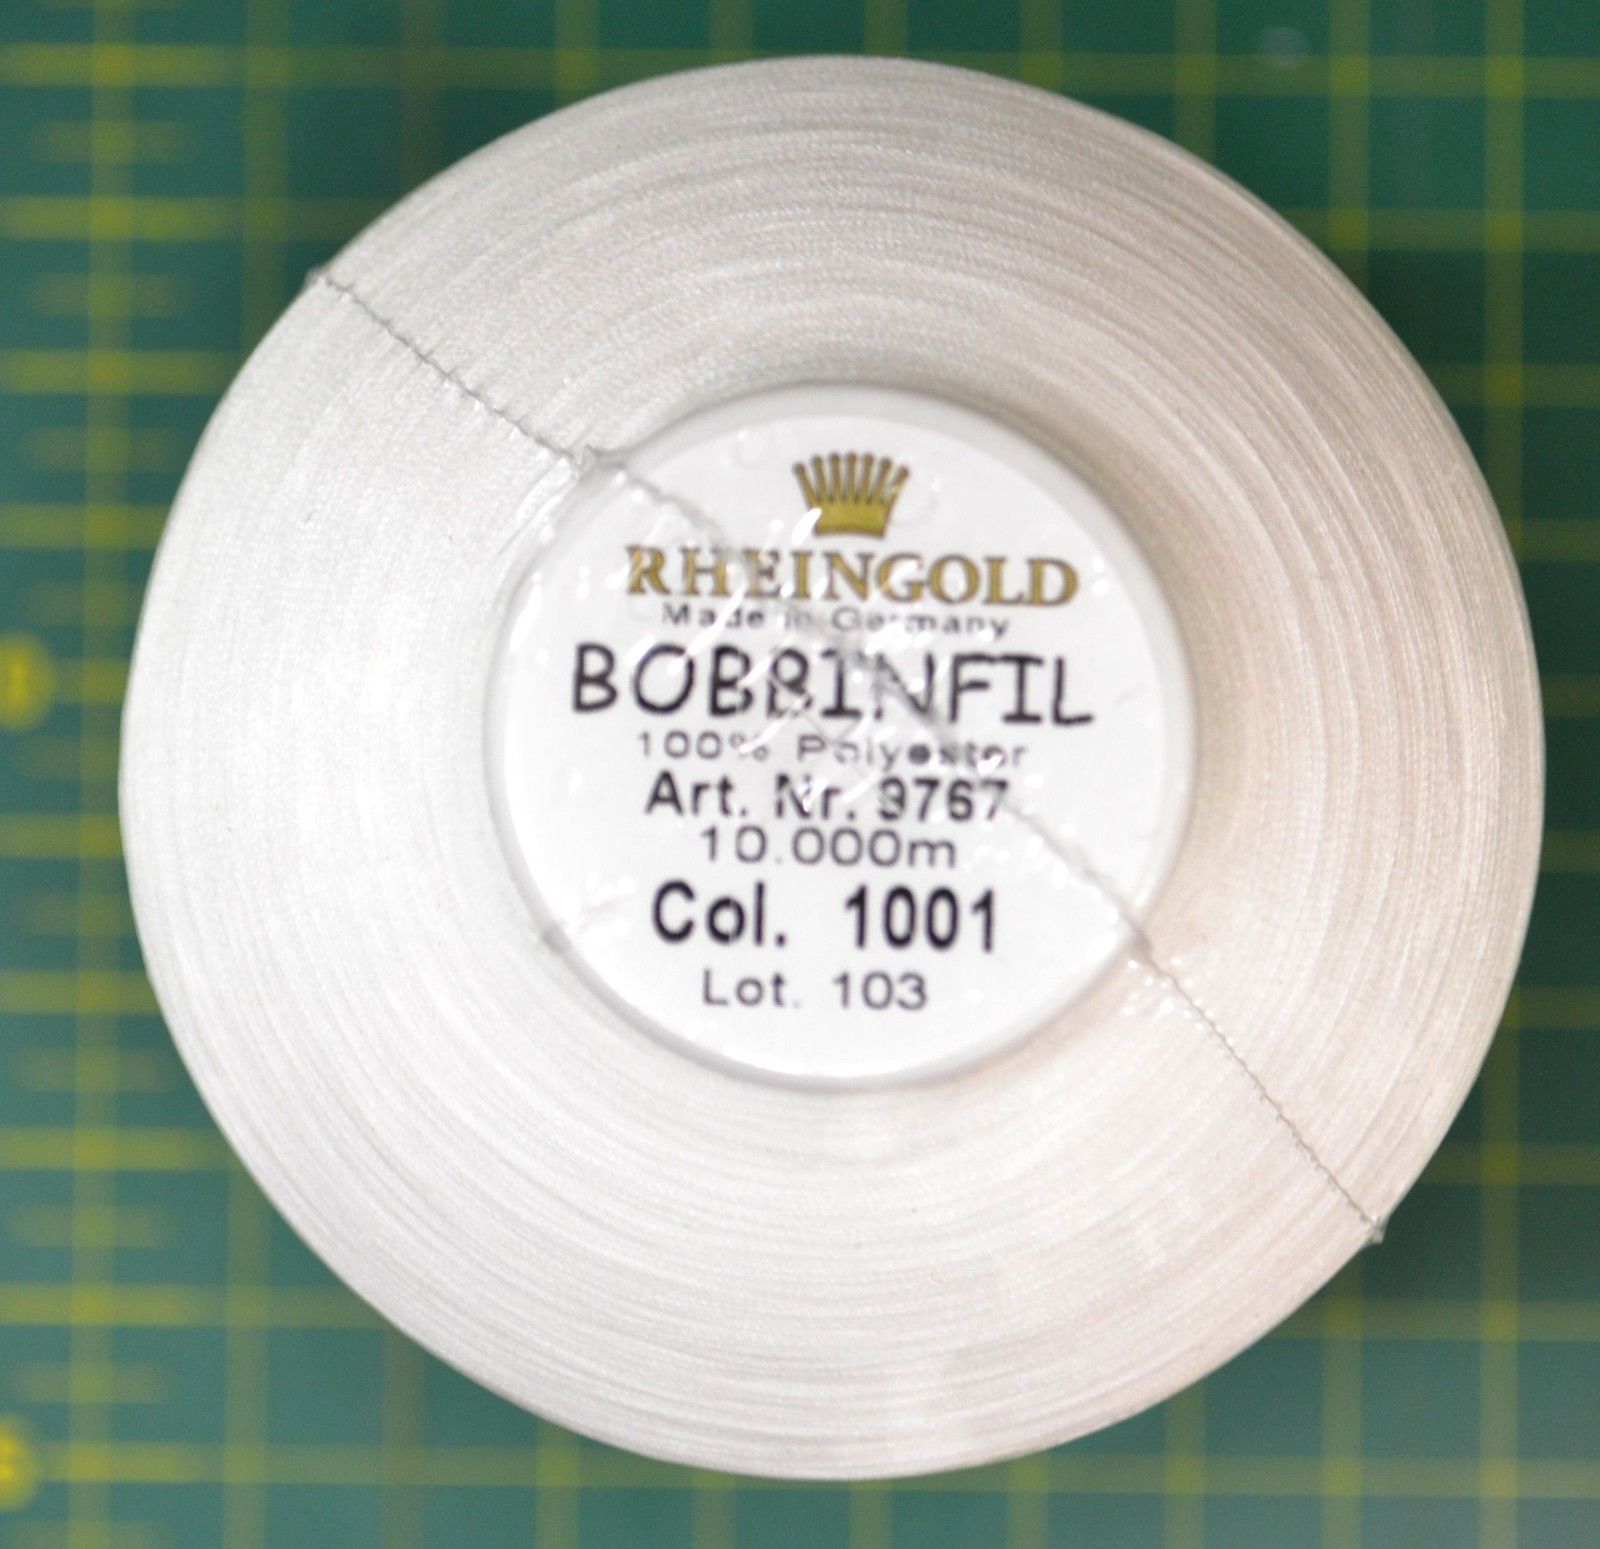 RHEINGOLD
Made in Germany
BOBBINFIL
100% Polyester
Art. Nr. 9767
10.000m
Col. 1001
Lot. 103